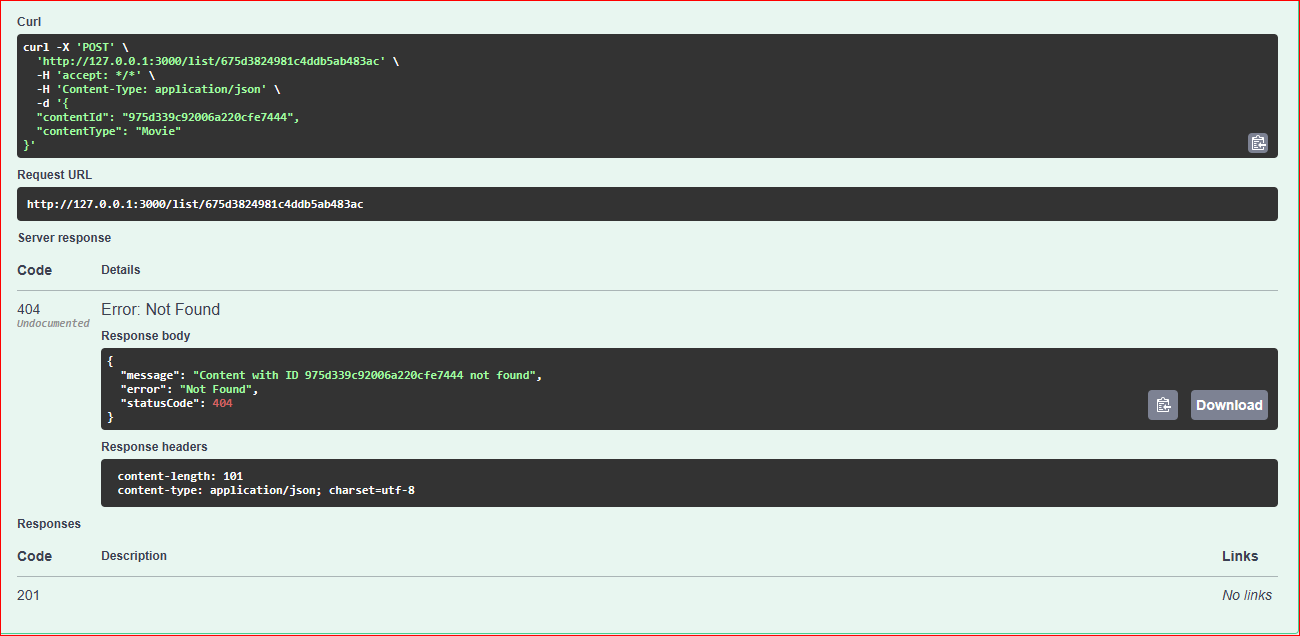 Curl
curl -X 'POST' \
'http://127.0.0.1:3000/list/675d3824981c4ddb5ab483ac' \
-H 'accept: */*' \
-H 'Content-Type: application/json' \
-d '{
"contentId": "975d339c92006a220cfe7444",
"contentType": "Movie"
}'
Request URL
http://127.0.0.1:3000/list/675d3824981c4ddb5ab483ac
Server response
Code Details
404 Error: Not Found
Undocumented
Response body
{
"message": "Content with ID 975d339c92006a220cfe7444 not found",
"error": "Not Found",
"statusCode": 404
}
Download
Response headers
content-length: 101
content-type: application/json; charset=utf-8
Responses
Code Description Links
201 No links